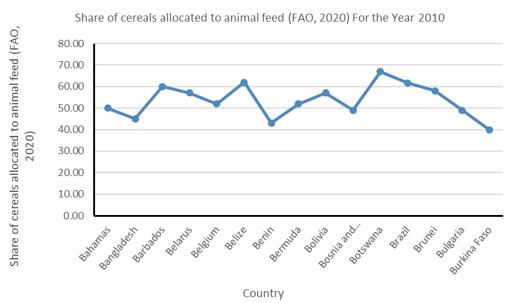 Share of cereals allocated to animal feed (FAO, 2020) For the Year 2010
Share of cereals allocated to animal feed (FAO,
2020)
80.00
70.00
60.00
50.00
40.00
30.00
20.00
10.00
0.00
Bahamas
Bangladesh
Barbados
Belarus
Belgium
Belize
Benin
Bermuda
Bolivia
Bosnia and...
Botswana
Brazil
Brunei
Bulgaria
Burkina Faso
Country